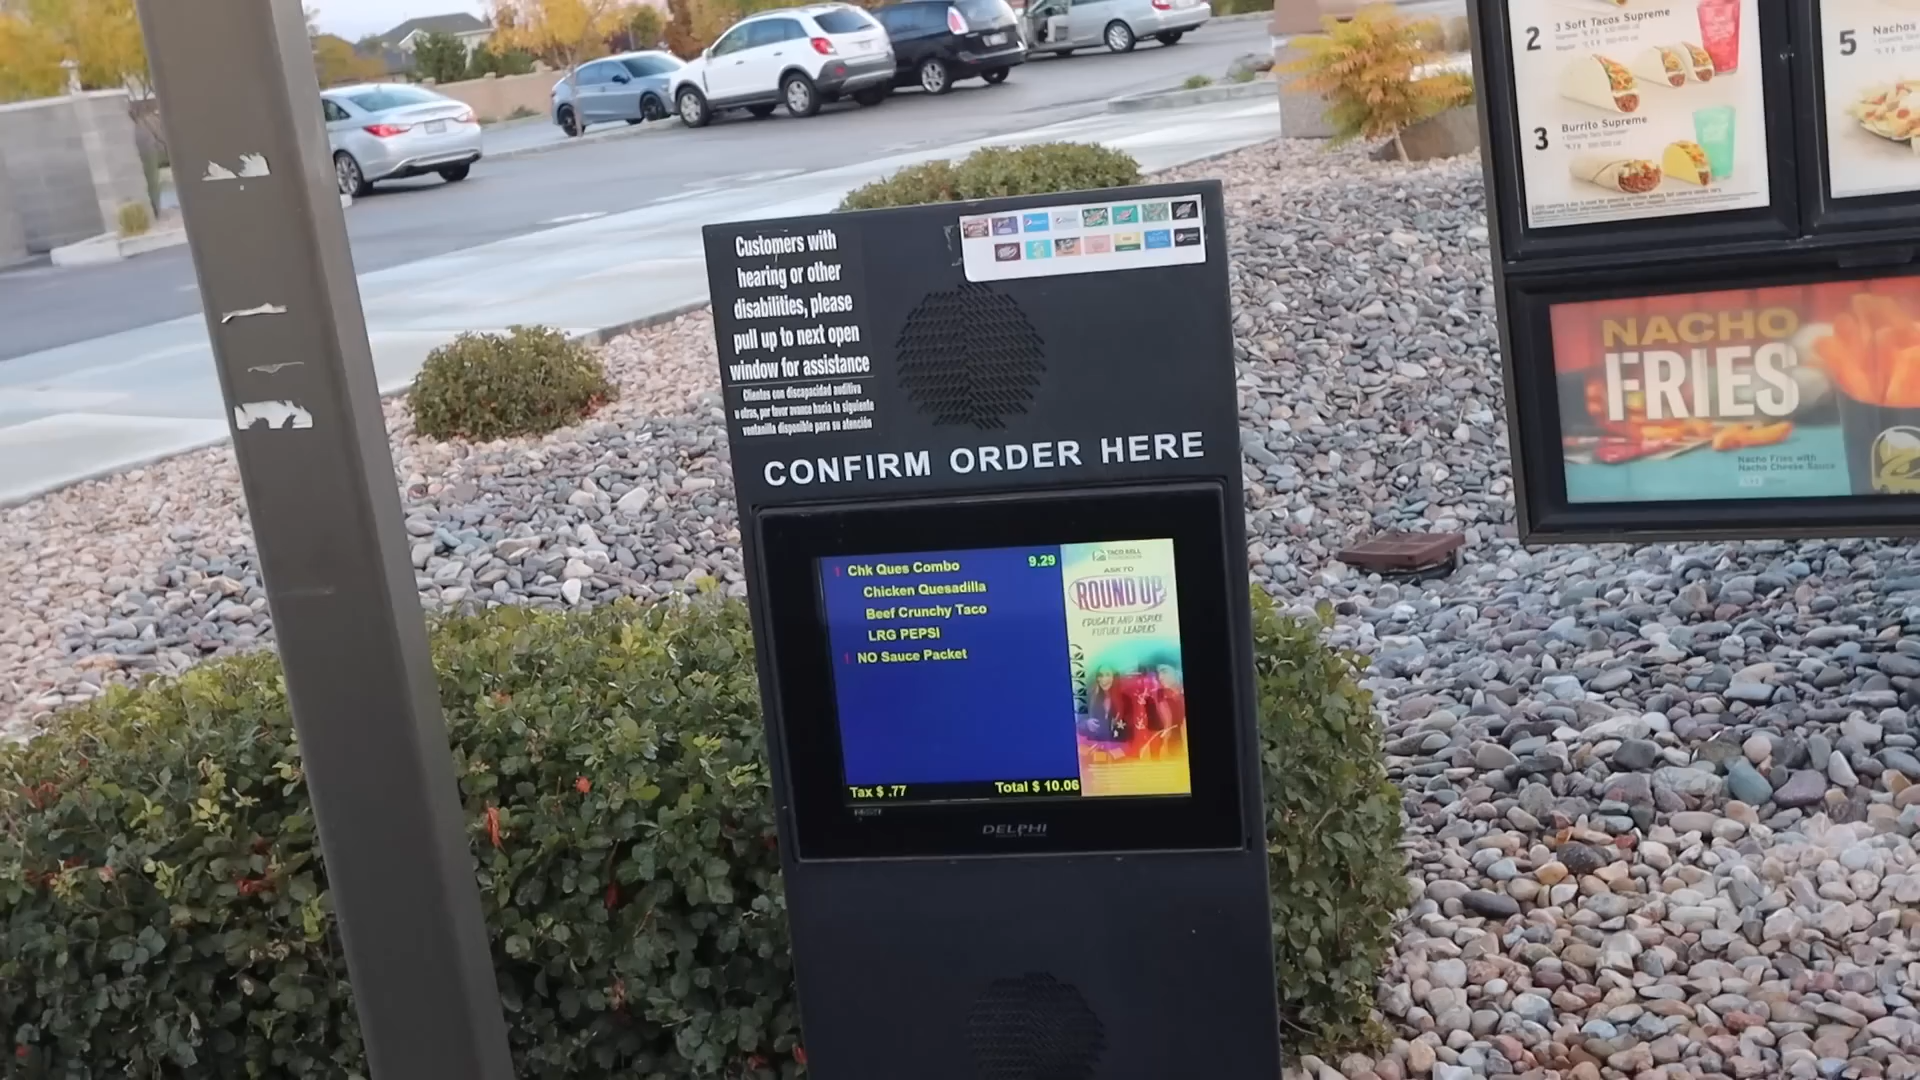 Customers with
hearing or other
disabilities, please
pull up to next open
window for assistance
Clientes con discapacidad auditiva
u otras, por favor avance hacia la siguiente
ventanilla disponible para su atención
CONFIRM ORDER HERE
1 Chk Ques Combo 9.29
Chicken Quesadilla
Beef Crunchy Taco
LRG PEPSI
1 NO Sauce Packet
Tax $ .77 Total $ 10.06
TACO BELL
ASK TO
ROUND UP
EDUCATE AND INSPIRE
FUTURE LEADERS
DELPHI
2 3 Soft Tacos Supreme
3 Burrito Supreme
5 Nachos
NACHO
FRIES
Nacho Fries with
Nacho Cheese Sauce